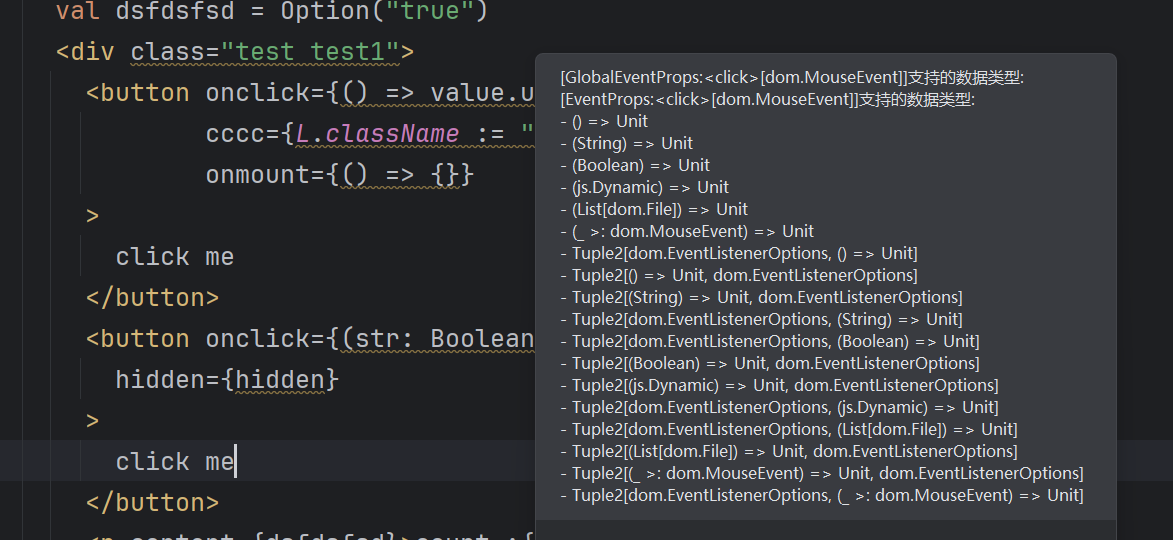 val dsfdsfsd = Option("true")
<div class="test test1">
<button onclick={() => value.u
cccc={L.className := "
onmount={() => {}}
>
click me
</button>
<button onclick={(str: Boolean
hidden={hidden}
>
click me
</button>
[GlobalEventProps:<click>[dom.MouseEvent]]支持的数据类型:
[EventProps:<click>[dom.MouseEvent]]支持的数据类型:
- () => Unit
- (String) => Unit
- (Boolean) => Unit
- (js.Dynamic) => Unit
- (List[dom.File]) => Unit
- (_ >: dom.MouseEvent) => Unit
- Tuple2[dom.EventListenerOptions, () => Unit]
- Tuple2[() => Unit, dom.EventListenerOptions]
- Tuple2[(String) => Unit, dom.EventListenerOptions]
- Tuple2[dom.EventListenerOptions, (String) => Unit]
- Tuple2[dom.EventListenerOptions, (Boolean) => Unit]
- Tuple2[(Boolean) => Unit, dom.EventListenerOptions]
- Tuple2[(js.Dynamic) => Unit, dom.EventListenerOptions]
- Tuple2[dom.EventListenerOptions, (js.Dynamic) => Unit]
- Tuple2[dom.EventListenerOptions, (List[dom.File]) => Unit]
- Tuple2[(List[dom.File]) => Unit, dom.EventListenerOptions]
- Tuple2[(_ >: dom.MouseEvent) => Unit, dom.EventListenerOptions]
- Tuple2[dom.EventListenerOptions, (_ >: dom.MouseEvent) => Unit]